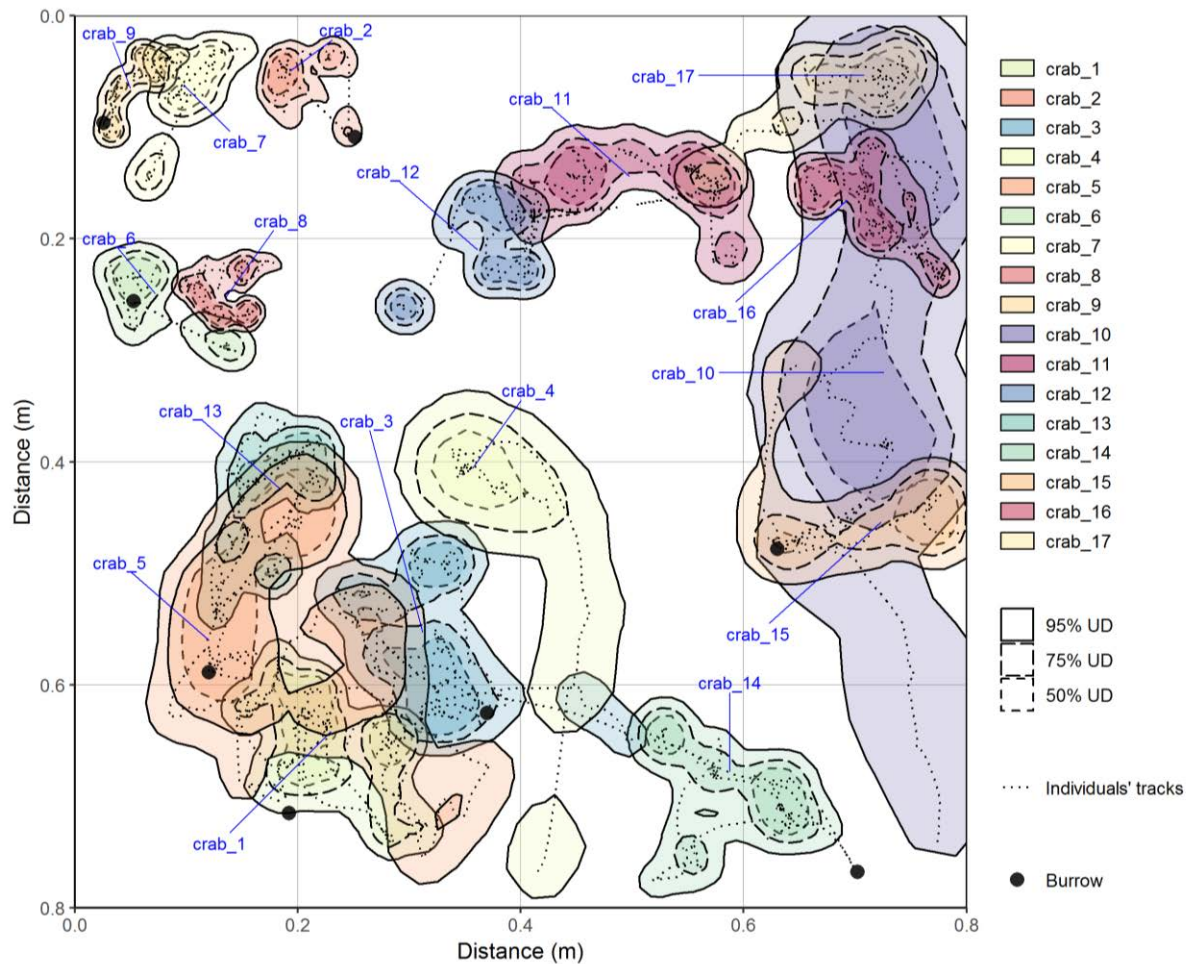 0.0
0.2
0.4
0.6
0.8
Distance (m)
0.0
0.2
0.4
0.6
0.8
Distance (m)
crab_9
crab_2
crab_7
crab_11
crab_17
crab_12
crab_6
crab_8
crab_16
crab_10
crab_4
crab_13
crab_3
crab_5
crab_15
crab_14
crab_1
crab_1
crab_2
crab_3
crab_4
crab_5
crab_6
crab_7
crab_8
crab_9
crab_10
crab_11
crab_12
crab_13
crab_14
crab_15
crab_16
crab_17
95% UD
75% UD
50% UD
Individuals' tracks
Burrow